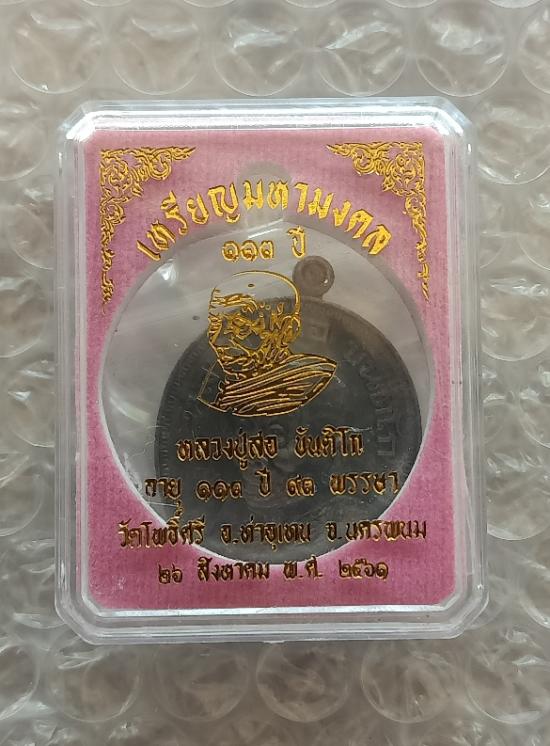 เหรียญมหามงคล
๑๑๓ ปี
หลวงปู่สอ ขันติโก
อายุ ๑๑๓ ปี ๙๓ พรรษา
วัดโพธิ์ศรี อ.ท่าอุเทน จ.นครพนม
๒๖ สิงหาคม พ.ศ. ๒๕๖๑